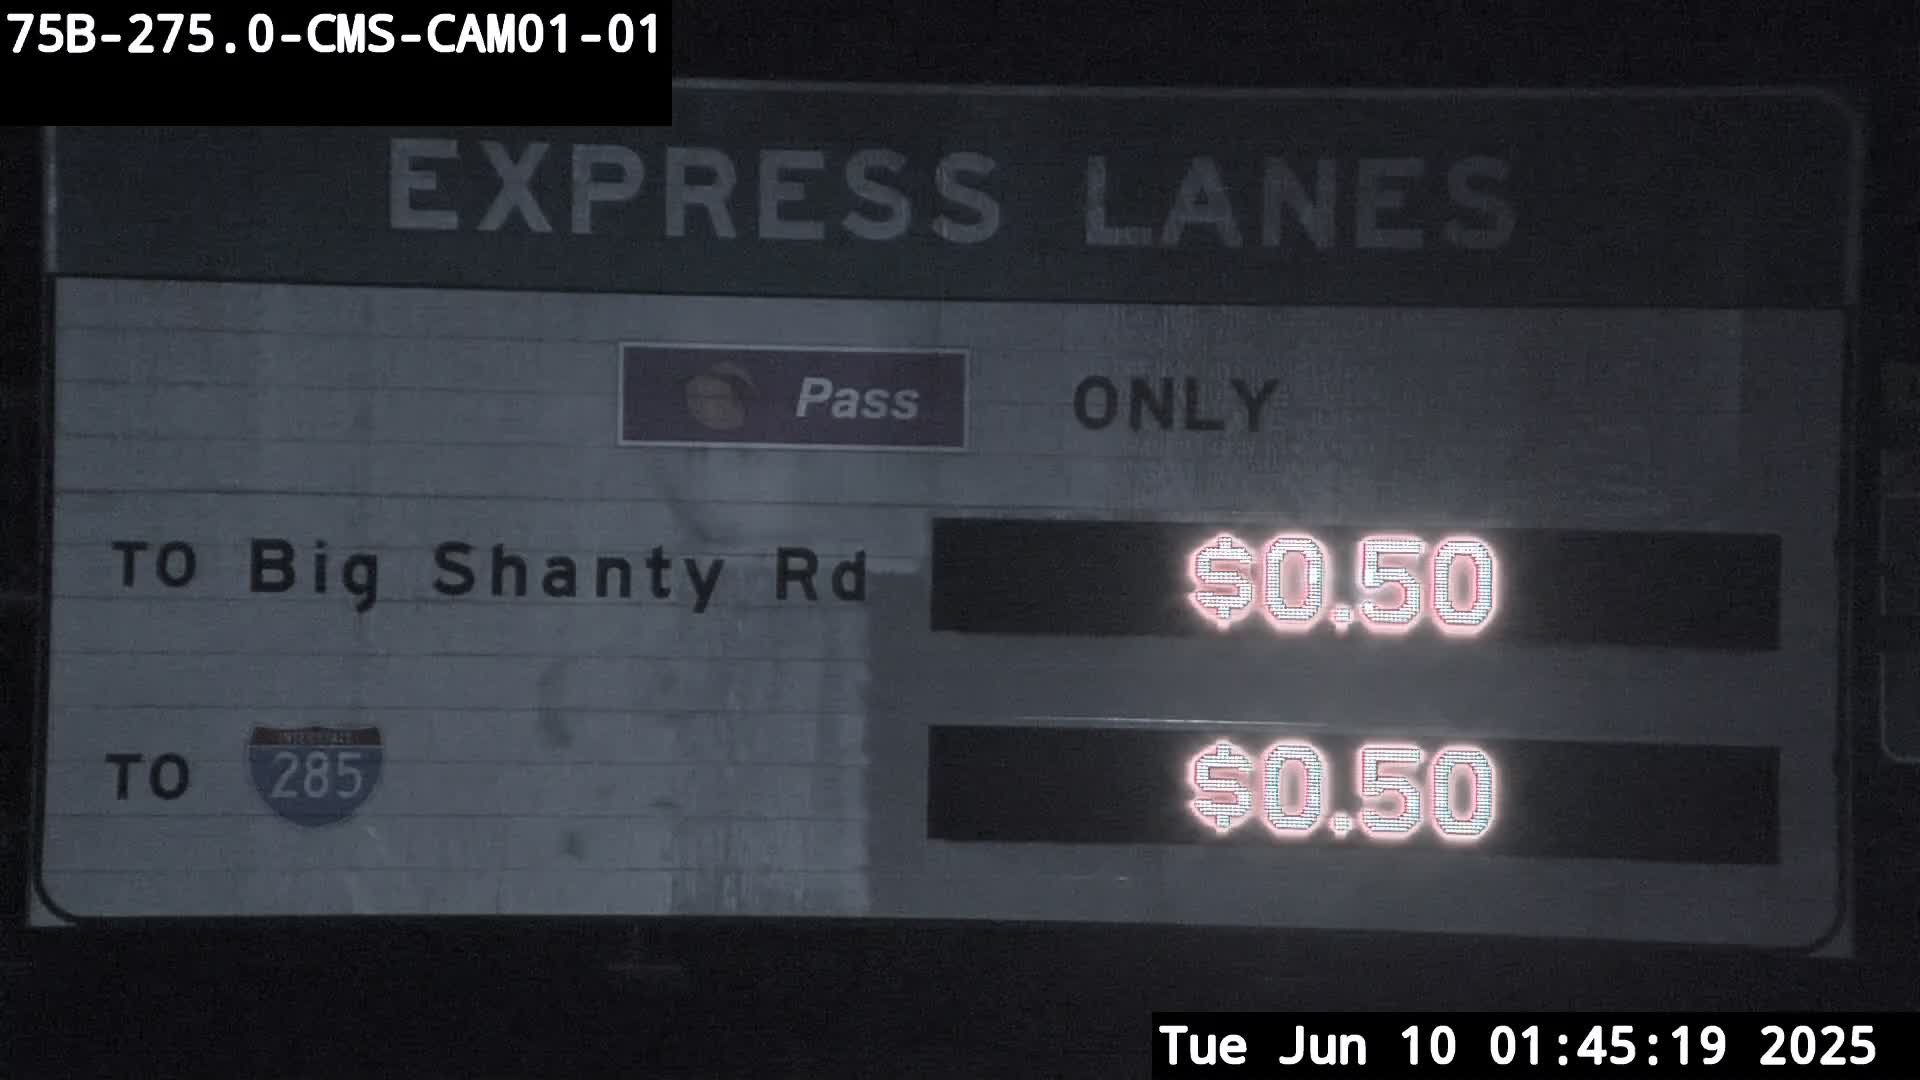 75B-275.0-CMS-CAM01-01
EXPRESS LANES
Pass ONLY
TO Big Shanty Rd $0.50
INTERSTATE
TO 285 $0.50
Tue Jun 10 01:45:19 2025